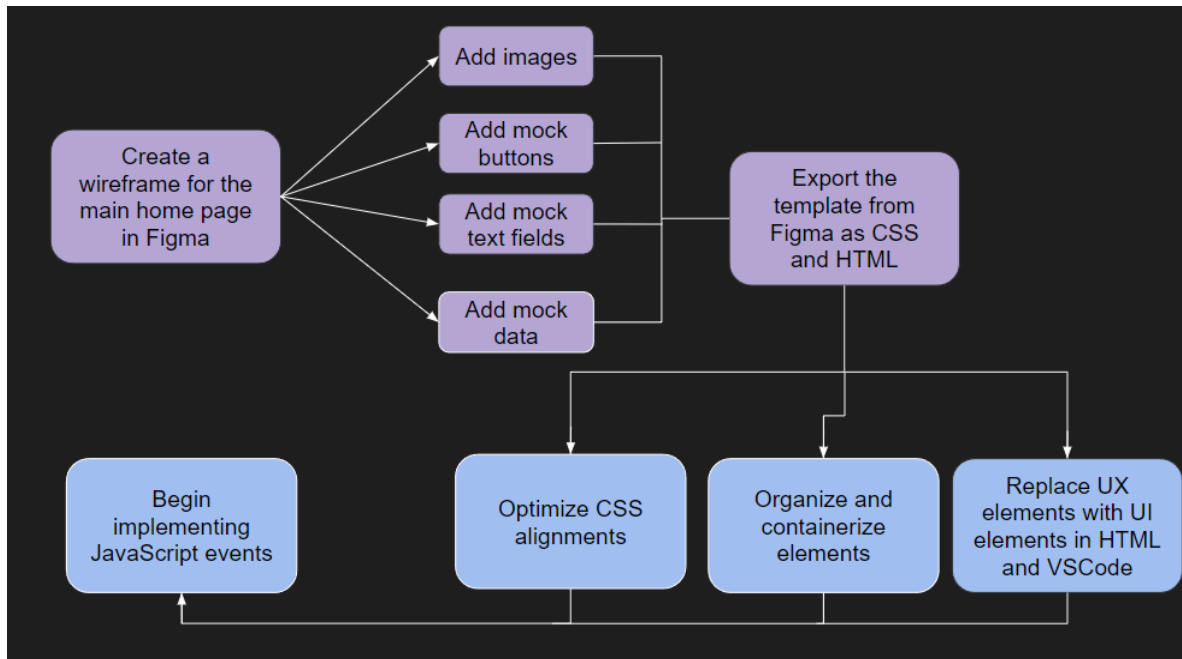 Create a
wireframe for the
main home page
in Figma
Add images
Add mock
buttons
Add mock
text fields
Add mock
data
Export the
template from
Figma as CSS
and HTML
Begin
implementing
JavaScript events
Optimize CSS
alignments
Organize and
containerize
elements
Replace UX
elements with UI
elements in HTML
and VSCode